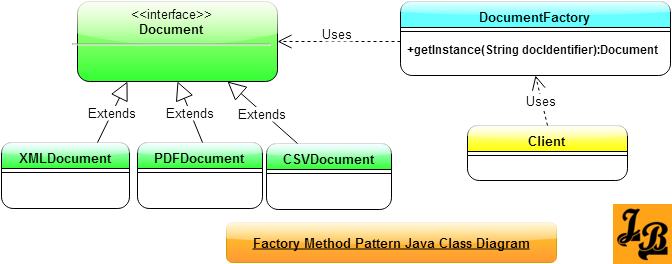 <<interface>>
Document
Uses
DocumentFactory
+getInstance(String docIdentifier):Document
Extends
Extends
Extends
Uses
XMLDocument
PDFDocument
CSVDocument
Client
Factory Method Pattern Java Class Diagram
JB